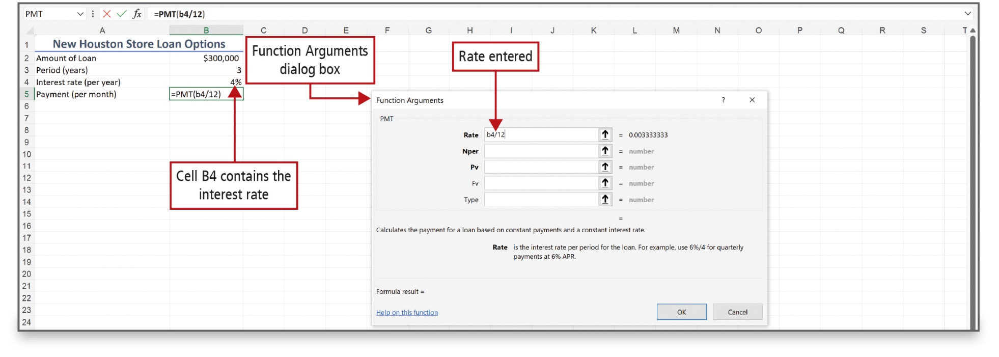 PMT
fx
=PMT(b4/12)
A B C D E F G H I J K L M N O P Q R S T
1 New Houston Store Loan Options
2 Amount of Loan $300,000
3 Period (years) 3
4 Interest rate (per year) 4%
5 Payment (per month) =PMT(b4/12)
6
7
8
9
10
11
12
13
14
15
16
17
18
19
20
21
22
23
24
Function Arguments
dialog box
Rate entered
Cell B4 contains the
interest rate
Function Arguments ? ×
PMT
Rate b4/12 = 0.003333333
Nper = number
Pv = number
Fv = number
Type = number
=
Calculates the payment for a loan based on constant payments and a constant interest rate.
Rate is the interest rate per period for the loan. For example, use 6%/4 for quarterly
payments at 6% APR.
Formula result =
Help on this function
OK Cancel